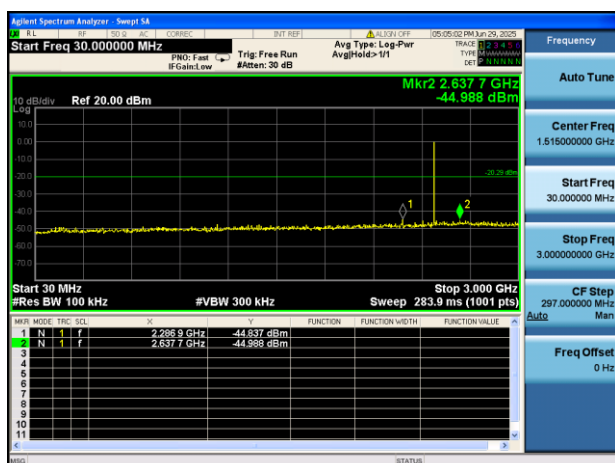 Agilent Spectrum Analyzer - Swept SA
RL RF 50 Ω AC CORREC INT REF ALIGN OFF 05:05:02 PM Jun 29, 2025
Start Freq 30.000000 MHz
PNO: Fast
IFGain:Low
Trig: Free Run
#Atten: 30 dB
Avg Type: Log-Pwr
Avg|Hold:> 1/1
TRACE 1 2 3 4 5 6
TYPE MWWWWW
DET P N N N N N
Mkr2 2.637 7 GHz
-44.988 dBm
10 dB/div Ref 20.00 dBm
Log
10.0
0.00
-10.0
-20.0
-20.29 dBm
-30.0
-40.0
-50.0
-60.0
-70.0
1
2
Start 30 MHz Stop 3.000 GHz
#Res BW 100 kHz #VBW 300 kHz Sweep 283.9 ms (1001 pts)
MKR MODE TRC SCL X Y FUNCTION FUNCTION WIDTH FUNCTION VALUE
1 N 1 f 2.286 9 GHz -44.837 dBm
2 N 1 f 2.637 7 GHz -44.988 dBm
3
4
5
6
7
8
9
10
11
MSG STATUS
Frequency
Auto Tune
Center Freq
1.515000000 GHz
Start Freq
30.000000 MHz
Stop Freq
3.000000000 GHz
CF Step
297.000000 MHz
Auto Man
Freq Offset
0 Hz